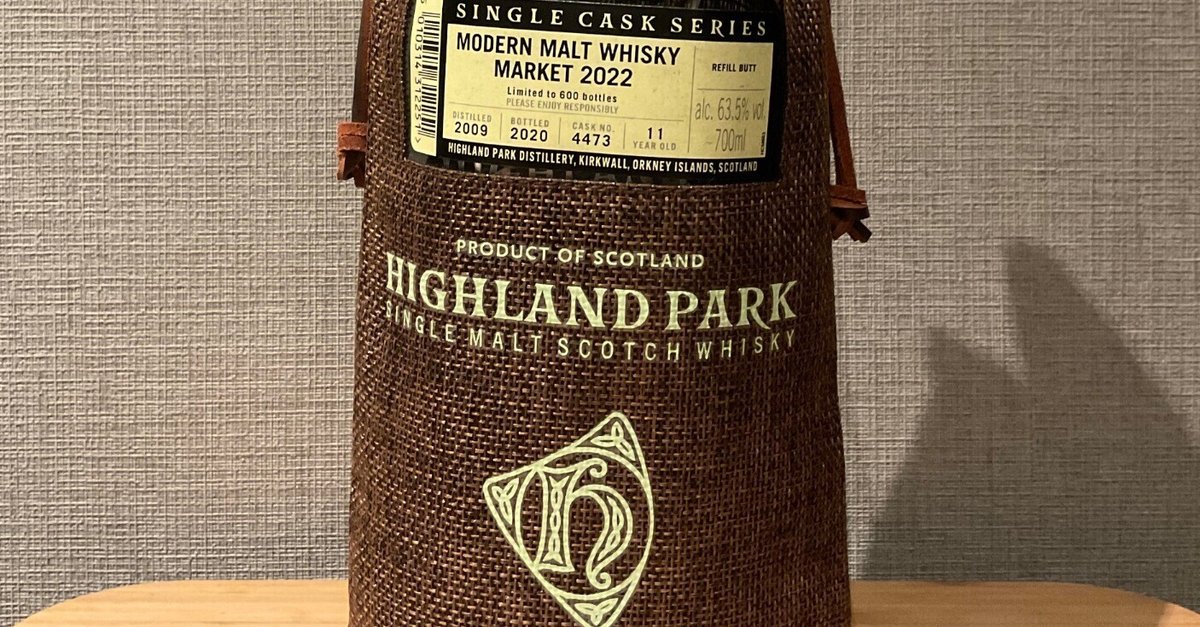 SINGLE CASK SERIES
MODERN MALT WHISKY
MARKET 2022
Limited to 600 bottles
PLEASE ENJOY RESPONSIBLY
DISTILLED
2009
BOTTLED
2020
CASK NO.
4473
11
YEAR OLD
REFILL BUTT
alc. 63,5% vol.
700ml
HIGHLAND PARK DISTILLERY, KIRKWALL, ORKNEY ISLANDS, SCOTLAND
PRODUCT OF SCOTLAND
HIGHLAND PARK
SINGLE MALT SCOTCH WHISKY